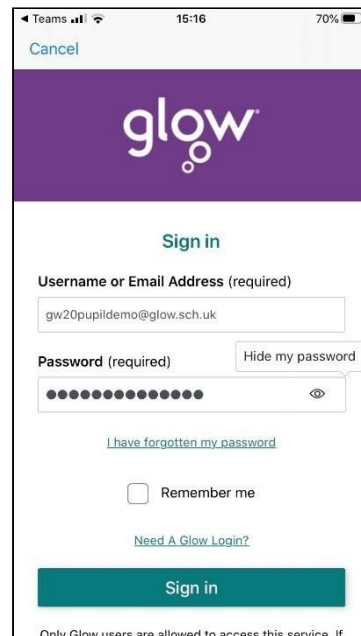 Teams 15:16 70%
Cancel
glow
Sign in
Username or Email Address (required)
gw20pupildemo@glow.sch.uk
Hide my password
Password (required)
●●●●●●●●●●●●●●
I have forgotten my password
Remember me
Need A Glow Login?
Sign in
Only Glow users are allowed to access this service. If